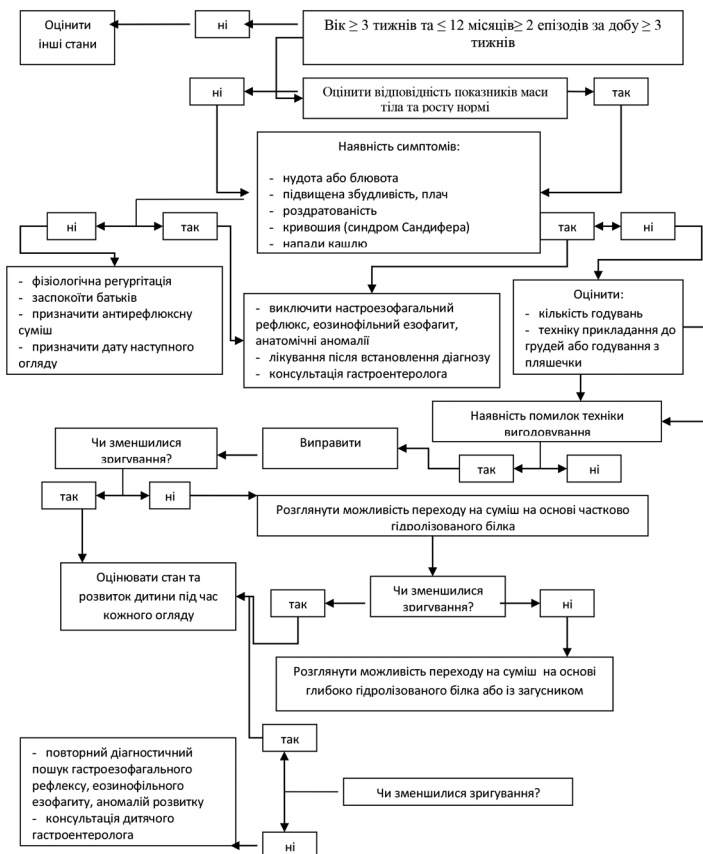 Оцінити
інші стани
ні
Вік ≥ 3 тижнів та ≤ 12 місяців≥ 2 епізодів за добу ≥ 3
тижнів
ні
Оцінити відповідність показників маси
тіла та росту нормі
так
Наявність симптомів:
- нудота або блювота
- підвищена збудливість, плач
- роздратованість
- кривошия (синдром Сандифера)
- напади кашлю
ні
так
так
ні
- фізіологічна регургітація
- заспокоїти батьків
- призначити антирефлюксну
суміш
- призначити дату наступного
огляду
- виключити настроезофагальний
рефлюкс, еозинофільний езофагит,
анатомічні аномалії
- лікування після встановлення діагнозу
- консультація гастроентеролога
Оцінити:
- кількість годувань
- техніку прикладання до
грудей або годування з
пляшечки
Наявність помилок техніки
вигодовування
Чи зменшилися
зригування?
Виправити
так
ні
так
ні
Розглянути можливість переходу на суміш на основі частково
гідролізованого білка
Оцінювати стан та
розвиток дитини під час
кожного огляду
так
Чи зменшилися
зригування?
ні
Розглянути можливість переходу на суміш на основі
глибоко гідролізованого білка або із загусником
так
- повторний діагностичний
пошук гастроезофагального
рефлексу, еозинофільного
езофагиту, аномалій розвитку
- консультація дитячого
гастроентеролога
Чи зменшилися зригування?
ні